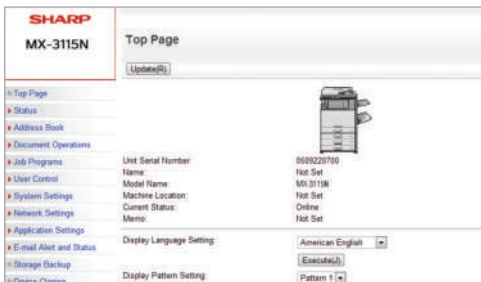 SHARP
MX-3115N
Top Page
Update(R)
Top Page
Status
Address Book
Document Operations
Job Programs
User Control
System Settings
Network Settings
Application Settings
E-mail Alert and Status
Storage Backup
Device Cloning
Unit Serial Number: 0509220700
Name: Not Set
Model Name: MX-3115N
Machine Location: Not Set
Current Status: Online
Memo: Not Set
Display Language Setting: American English
Execute(J)
Display Pattern Setting: Pattern 1